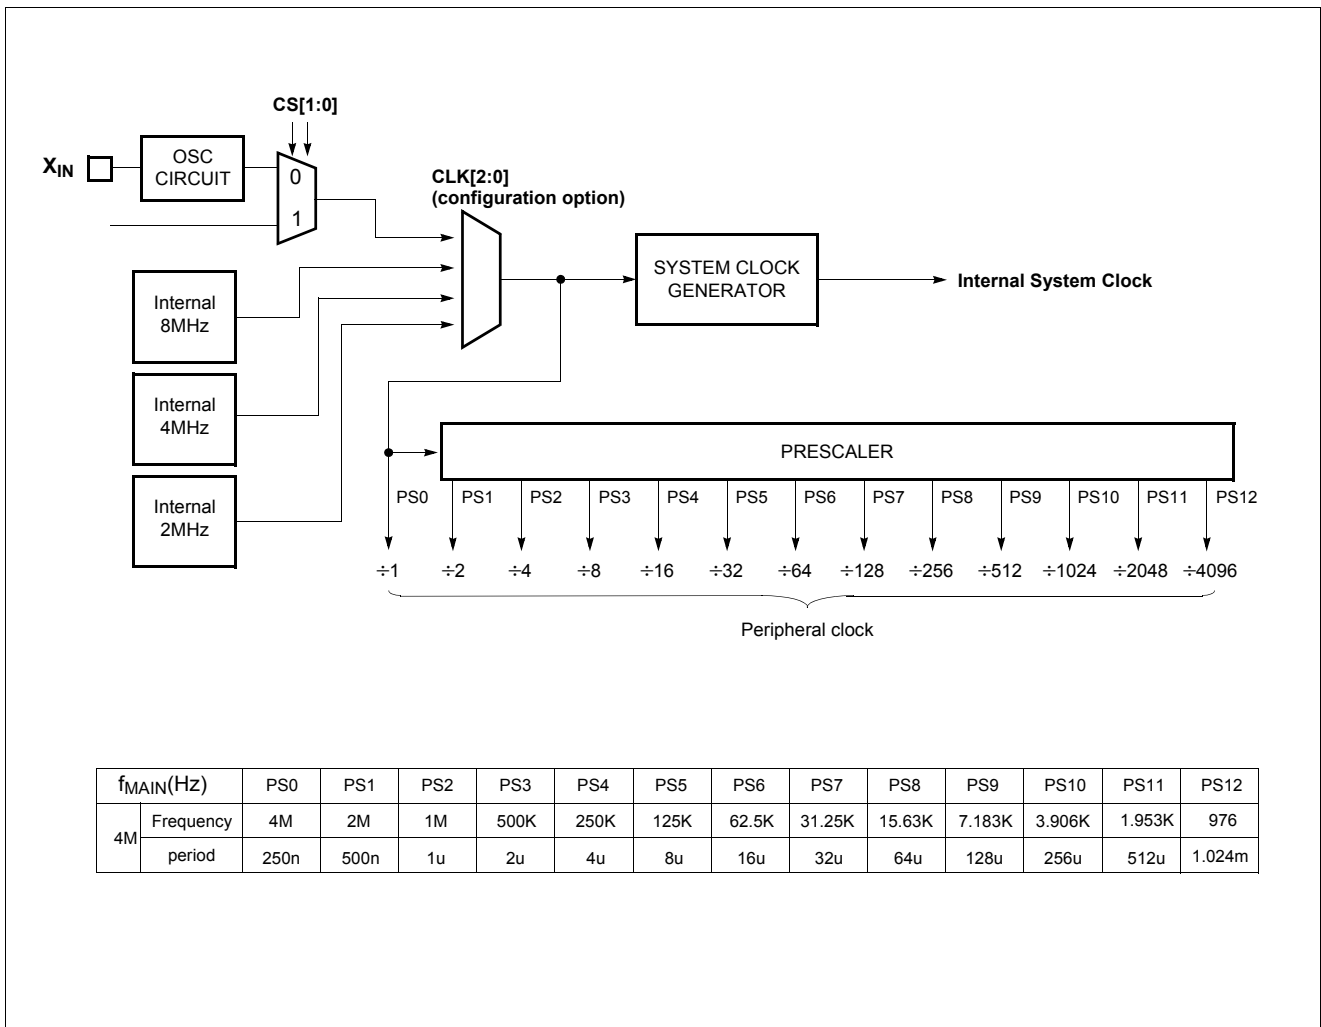 CS[1:0]
XIN
OSC
CIRCUIT
0
1
CLK[2:0]
(configuration option)
Internal
8MHz
Internal
4MHz
Internal
2MHz
SYSTEM CLOCK
GENERATOR
Internal System Clock
PRESCALER
PS0 PS1 PS2 PS3 PS4 PS5 PS6 PS7 PS8 PS9 PS10 PS11 PS12
÷1 ÷2 ÷4 ÷8 ÷16 ÷32 ÷64 ÷128 ÷256 ÷512 ÷1024 ÷2048 ÷4096
Peripheral clock
fMAIN(Hz) PS0 PS1 PS2 PS3 PS4 PS5 PS6 PS7 PS8 PS9 PS10 PS11 PS12
4M Frequency 4M 2M 1M 500K 250K 125K 62.5K 31.25K 15.63K 7.183K 3.906K 1.953K 976
period 250n 500n 1u 2u 4u 8u 16u 32u 64u 128u 256u 512u 1.024m